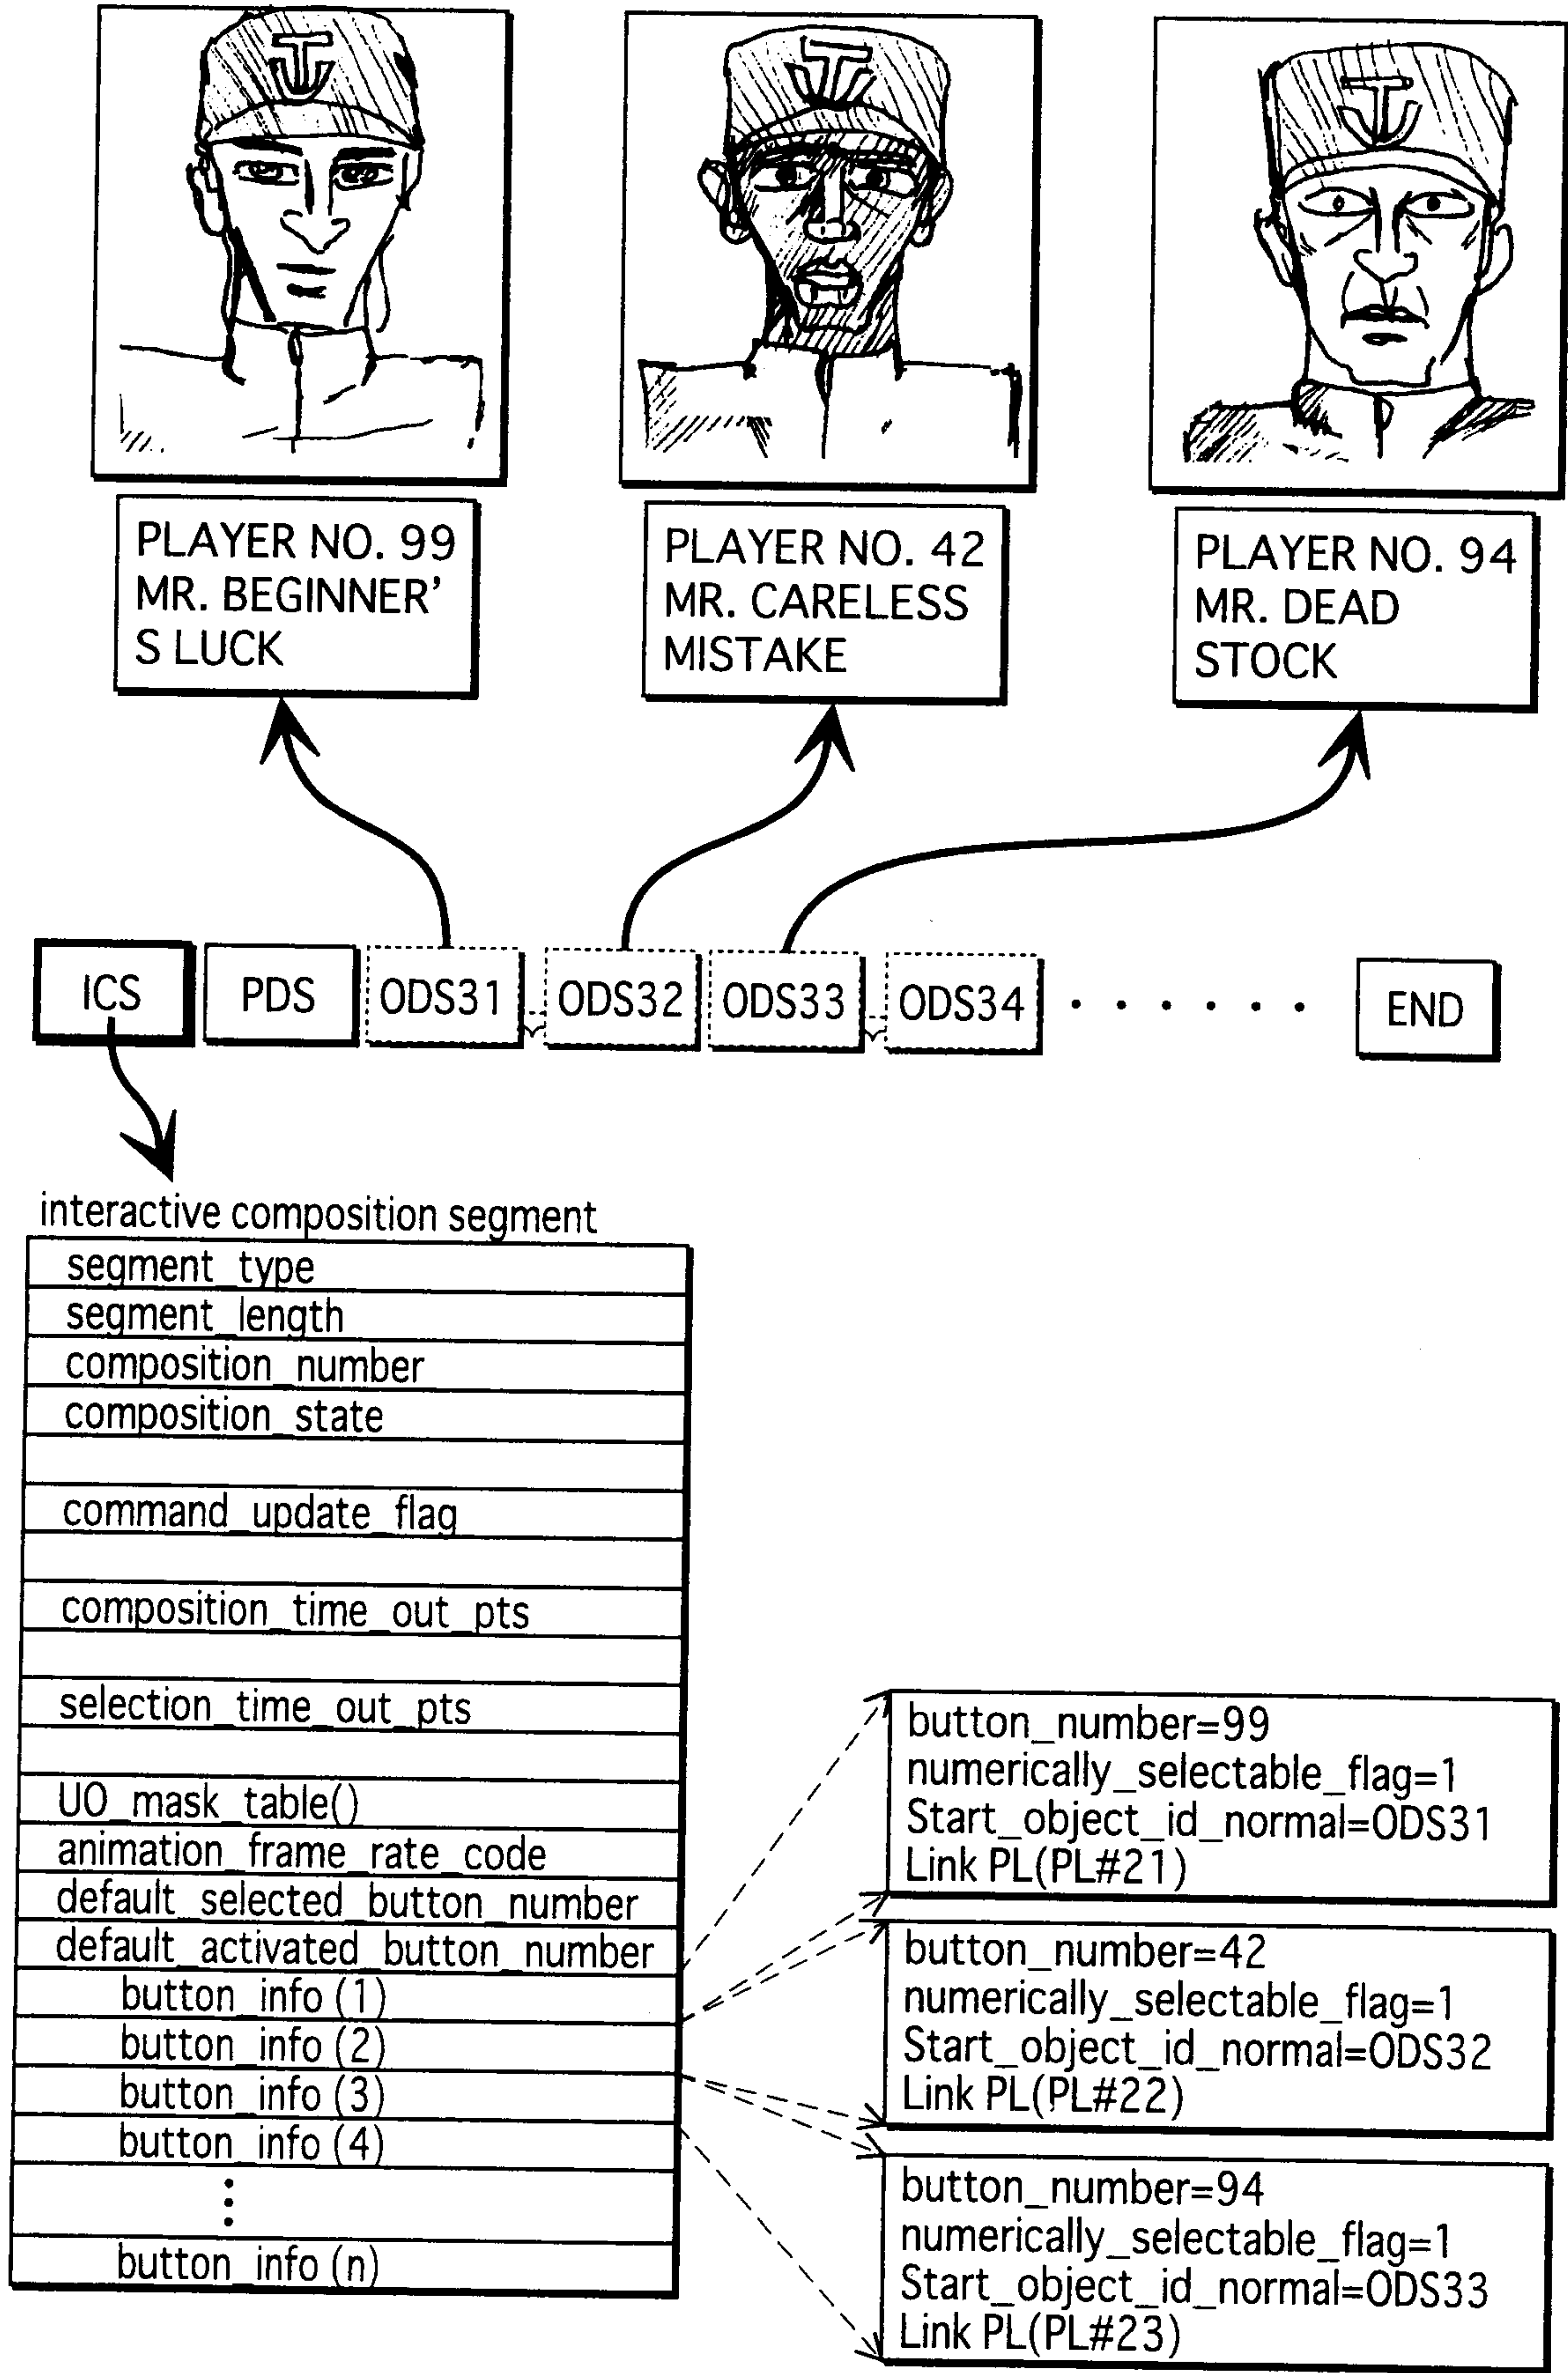 PLAYER NO. 99
MR. BEGINNER'
S LUCK
PLAYER NO. 42
MR. CARELESS
MISTAKE
PLAYER NO. 94
MR. DEAD
STOCK
ICS
PDS
ODS31
ODS32
ODS33
ODS34
END
interactive composition segment
segment_type
segment_length
composition_number
composition_state
command_update_flag
composition_time_out_pts
selection_time_out_pts
UO_mask_table()
animation_frame_rate_code
default_selected_button_number
default_activated_button_number
button_info (1)
button_info (2)
button_info (3)
button_info (4)
button_info (n)
button_number=99
numerically_selectable_flag=1
Start_object_id_normal=ODS31
Link PL(PL#21)
button_number=42
numerically_selectable_flag=1
Start_object_id_normal=ODS32
Link PL(PL#22)
button_number=94
numerically_selectable_flag=1
Start_object_id_normal=ODS33
Link PL(PL#23)